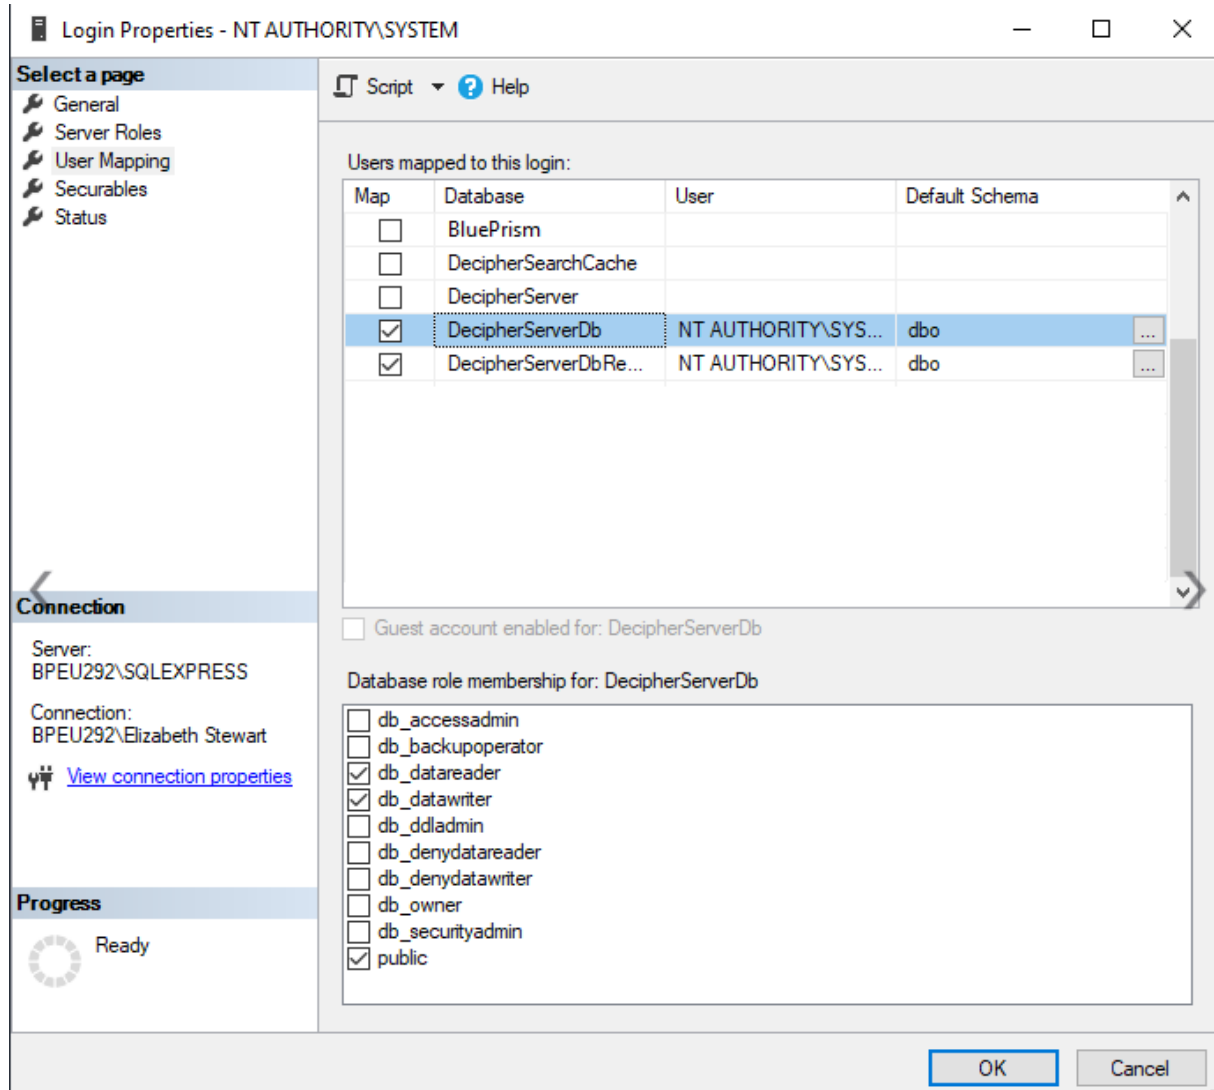 Login Properties - NT AUTHORITY\SYSTEM
Select a page
General
Server Roles
User Mapping
Securables
Status
Script
Help
Users mapped to this login:
Map Database User Default Schema
BluePrism
DecipherSearchCache
DecipherServer
DecipherServerDb NT AUTHORITY\SYS... dbo ...
DecipherServerDbRe... NT AUTHORITY\SYS... dbo ...
Guest account enabled for: DecipherServerDb
Connection
Server:
BPEU292\SQLEXPRESS
Connection:
BPEU292\Elizabeth Stewart
View connection properties
Database role membership for: DecipherServerDb
db_accessadmin
db_backupoperator
db_datareader
db_datawriter
db_ddladmin
db_denydatareader
db_denydatawriter
db_owner
db_securityadmin
public
Progress
Ready
OK Cancel